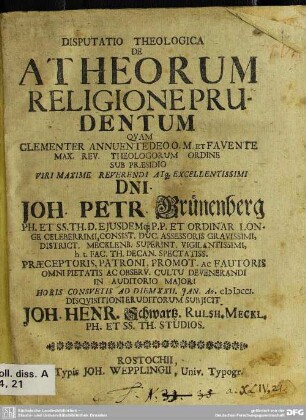 DISPUTATIO THEOLOGICA
DE
ATHEORUM
RELIGIONE PRU-
DENTUM
QVAM
CLEMENTER ANNUENTE DEO O. M. ET FAVENTE
MAX. REV. THEOLOGORUM ORDINE
SUB PRÆSIDIO
VIRI MAXIME REVERENDI ATq; EXCELLENTISSIMI
DNI.
JOH. PETR Grünenberg
PH. ET SS. TH. D. EJUSDEMq; P. P. ET ORDINAR LON-
GE CELEBERRIMI, CONSIST. DUC. ASSESSORIS GRAVISSIMI,
DISTRICT. MECKLENB. SUPERINT. VIGILANTISSIMI,
h. t. FAC. TH. DECAN. SPECTATISS.
PRÆCEPTORIS, PATRONI, PROMOT. AC FAUTORIS
OMNI PIETATIS AC OBSERV. CULTU DEVENERANDI
IN AUDITORIO MAJORI
HORIS CONSVETIS AD DIEM XXII. JAN. Ao.
DISQVISITIONI ERUDITORUM SUBJICIT
JOH. HENR. Schwartz, RULSH, MECKL,
PH. ET SS. TH. STUDIOS.
ROSTOCHII,
Typis JOH. WEPPLINGII, Univ. Typogr.
oll. diss. A
4, 21